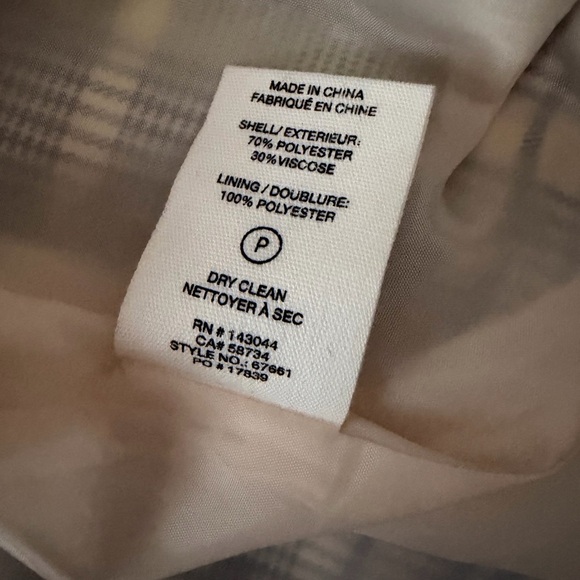 MADE IN CHINA
FABRIQUÉ EN CHINE
SHELL/ EXTERIEUR:
70% POLYESTER
30% VISCOSE
LINING / DOUBLURE:
100% POLYESTER
P
DRY CLEAN
NETTOYER À SEC
RN # 143044
CA# 58734
STYLE NO.: 67661
PO # 17839